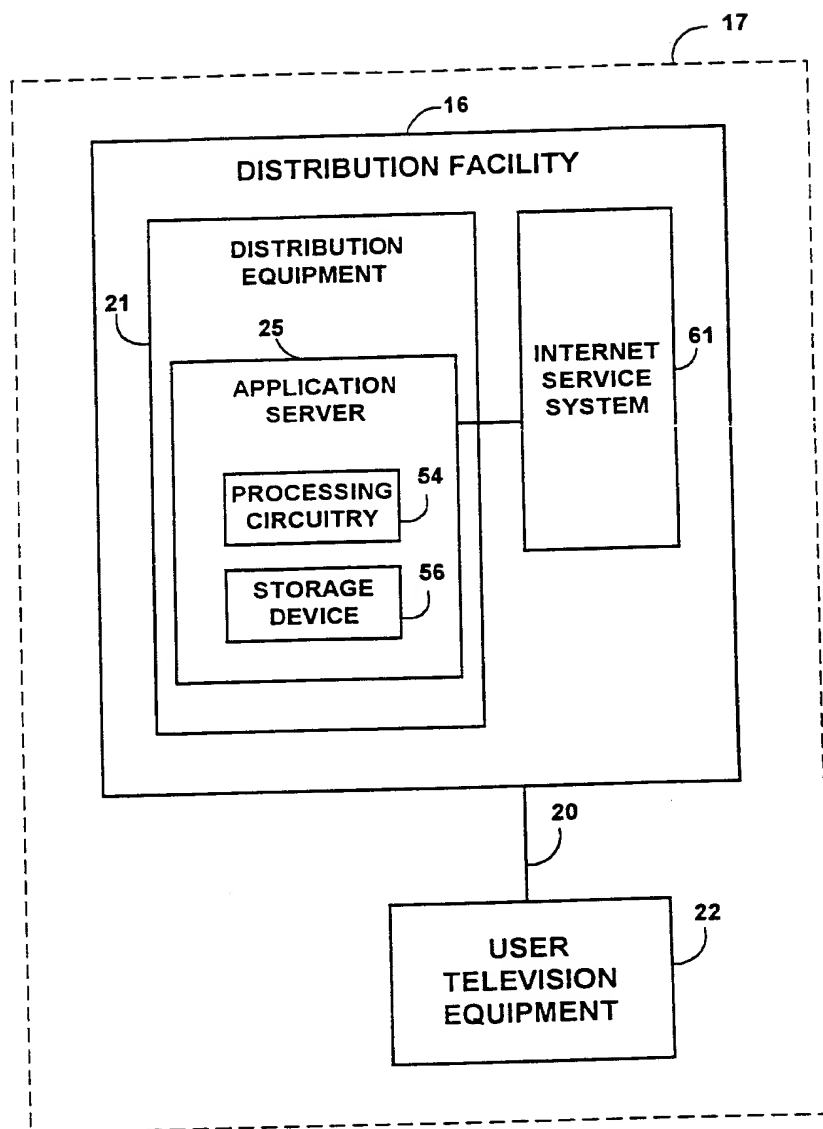 17
16
DISTRIBUTION FACILITY
DISTRIBUTION
EQUIPMENT
21
25
APPLICATION
SERVER
INTERNET
SERVICE
SYSTEM
61
PROCESSING
CIRCUITRY
54
STORAGE
DEVICE
56
20
USER
TELEVISION
EQUIPMENT
22